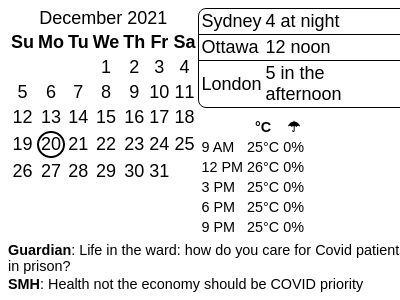 December 2021
Su Mo Tu We Th Fr Sa
1 2 3 4
5 6 7 8 9 10 11
12 13 14 15 16 17 18
19 20 21 22 23 24 25
26 27 28 29 30 31
Sydney 4 at night
Ottawa 12 noon
London 5 in the
afternoon
°C ☂
9 AM 25°C 0%
12 PM 26°C 0%
3 PM 25°C 0%
6 PM 25°C 0%
9 PM 25°C 0%
Guardian: Life in the ward: how do you care for Covid patient
in prison?
SMH: Health not the economy should be COVID priority